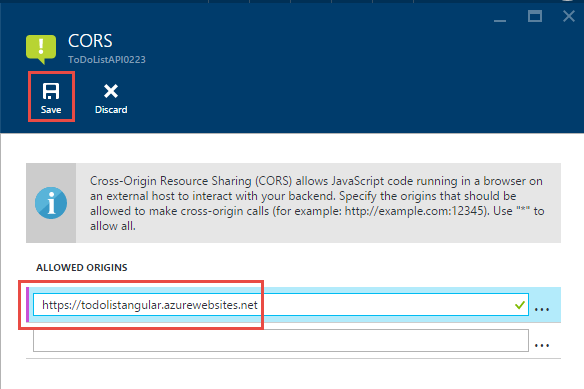 CORS
ToDoListAPI0223
Save
Discard
Cross-Origin Resource Sharing (CORS) allows JavaScript code running in a browser on
an external host to interact with your backend. Specify the origins that should be
allowed to make cross-origin calls (for example: http://example.com:12345). Use "*" to
allow all.
ALLOWED ORIGINS
https://todolistangular.azurewebsites.net
...
...